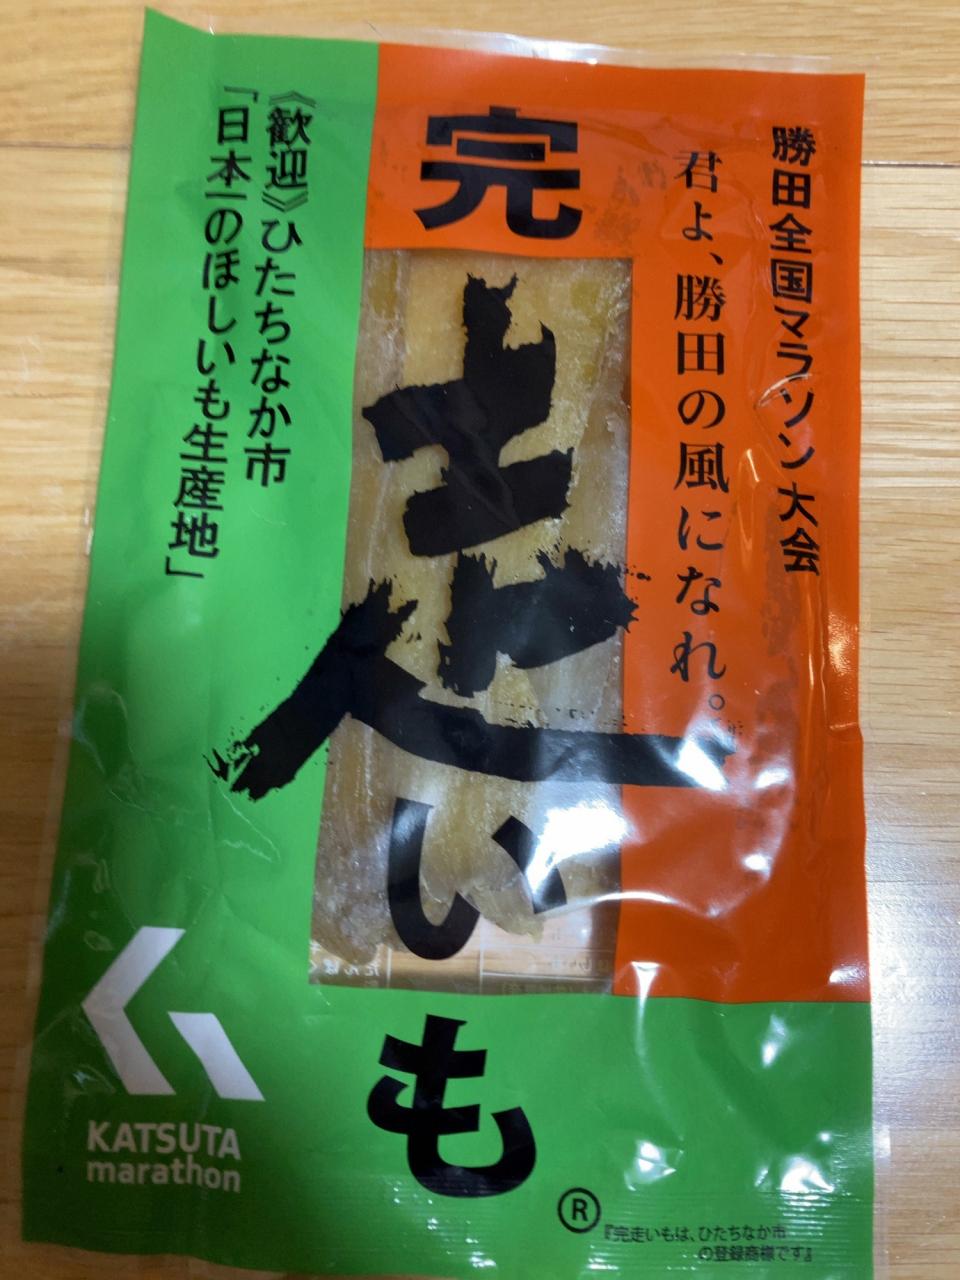 勝田全国マラソン大会
君よ、勝田の風になれ。
完走いも
《歓迎》ひたちなか市
「日本一のほしいも生産地」
KATSUTA
marathon
®
『完走いもは、ひたちなか市
の登録商標です』